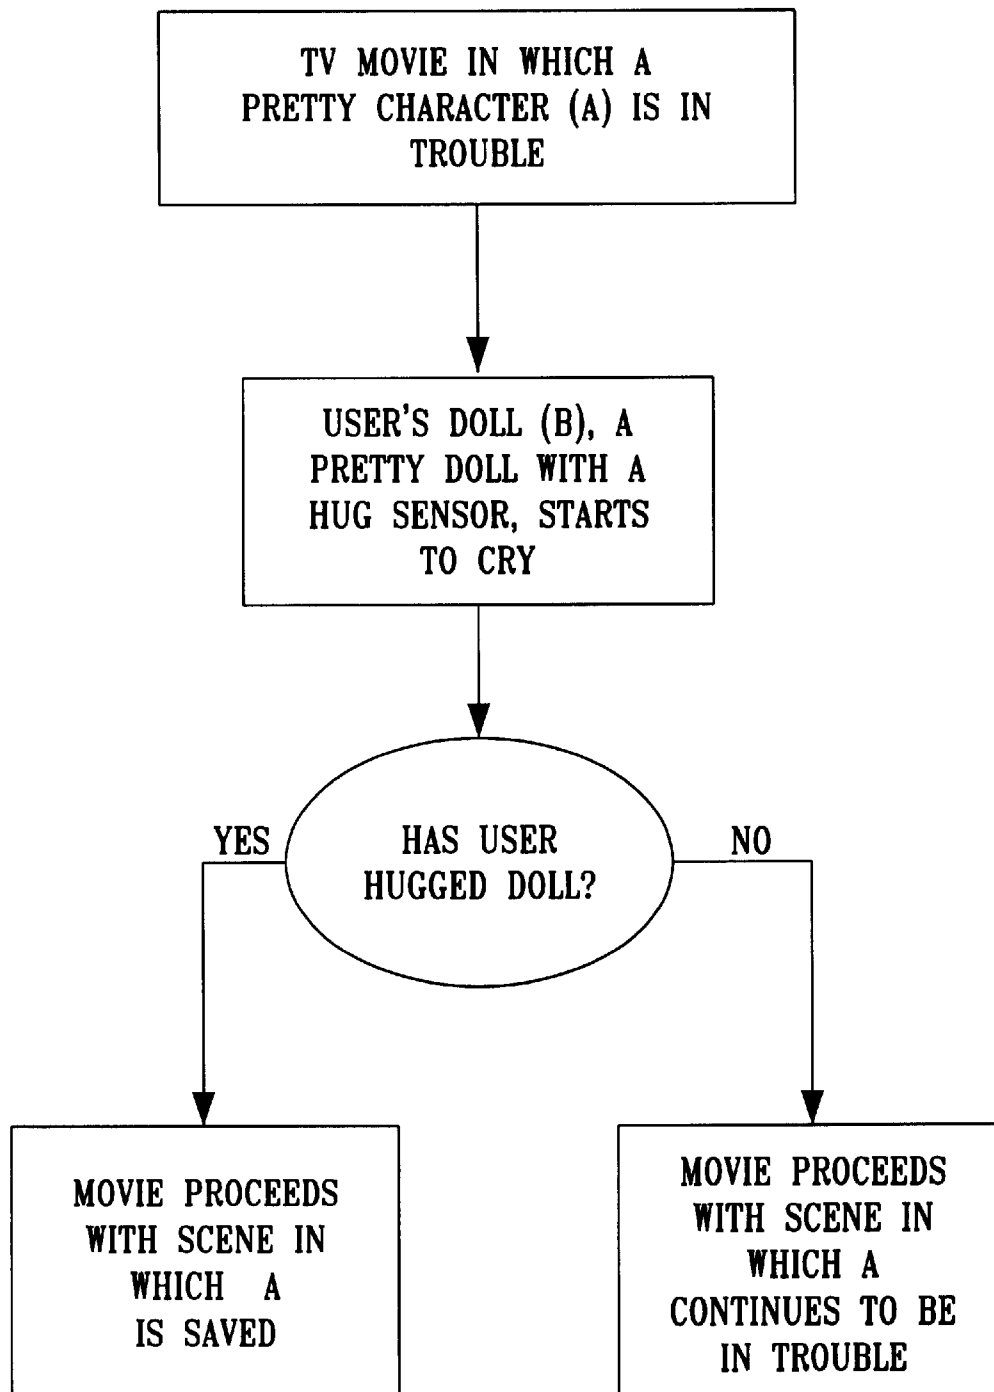 TV MOVIE IN WHICH A
PRETTY CHARACTER (A) IS IN
TROUBLE
USER'S DOLL (B), A
PRETTY DOLL WITH A
HUG SENSOR, STARTS
TO CRY
HAS USER
HUGGED DOLL?
YES
NO
MOVIE PROCEEDS
WITH SCENE IN
WHICH A
IS SAVED
MOVIE PROCEEDS
WITH SCENE IN
WHICH A
CONTINUES TO BE
IN TROUBLE